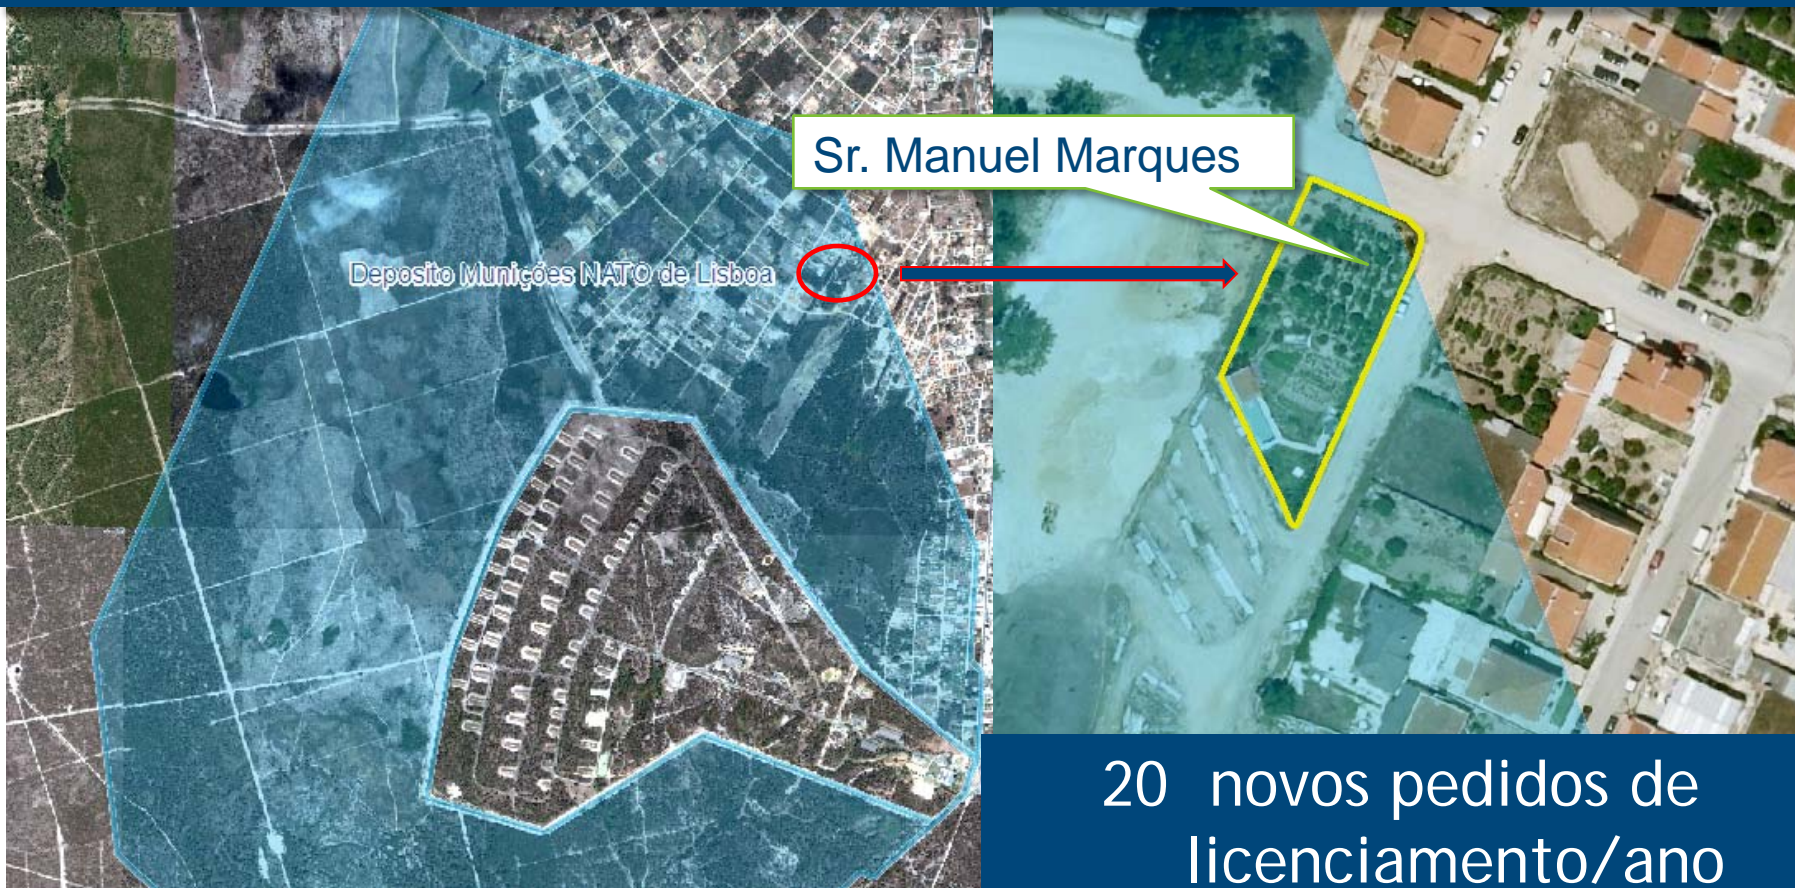 Sr. Manuel Marques
Deposito Munições NATO de Lisboa
20 novos pedidos de
licenciamento/ano